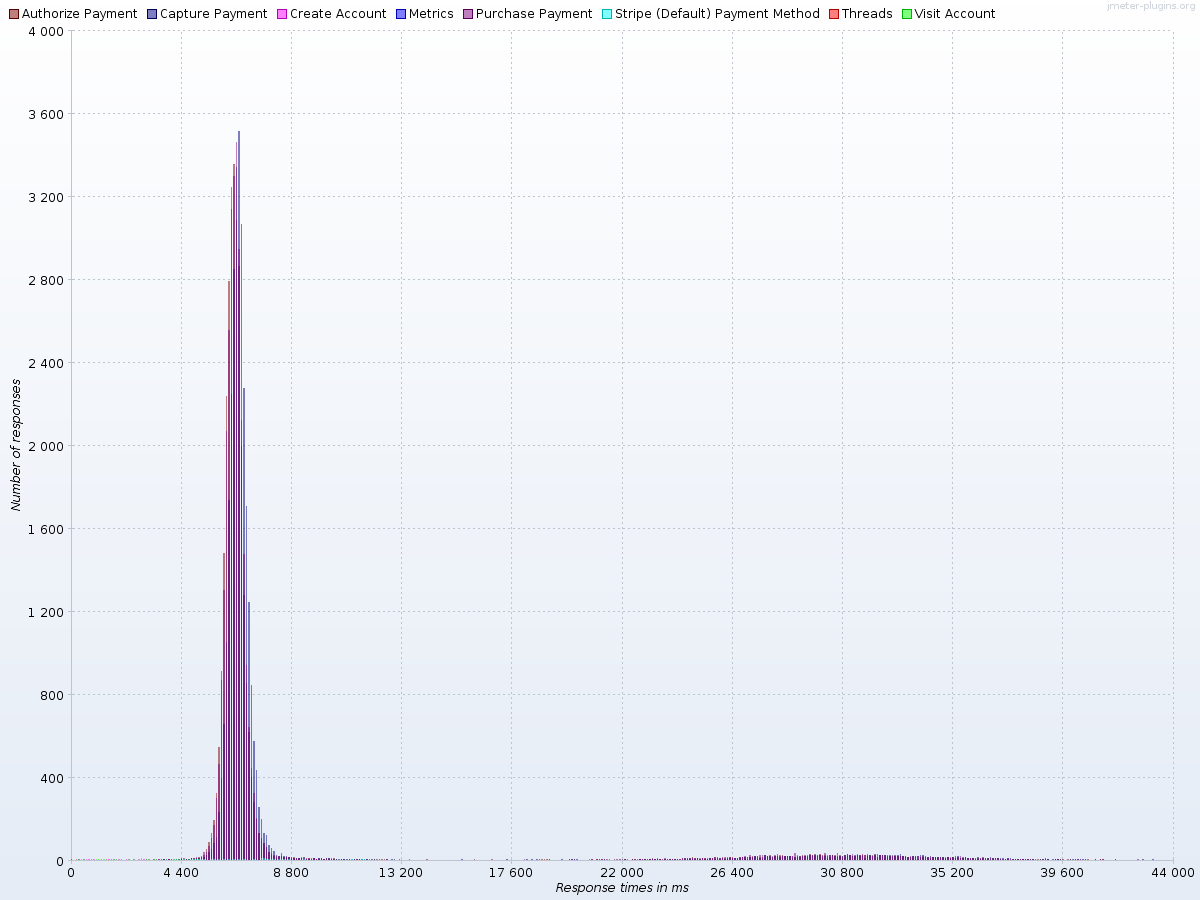 Authorize Payment Capture Payment Create Account Metrics Purchase Payment Stripe (Default) Payment Method Threads Visit Account
jmeter-plugins.org
4 000
3 600
3 200
2 800
2 400
2 000
1 600
1 200
800
400
0
Number of responses
0 4 400 8 800 13 200 17 600 22 000 26 400 30 800 35 200 39 600 44 000
Response times in ms